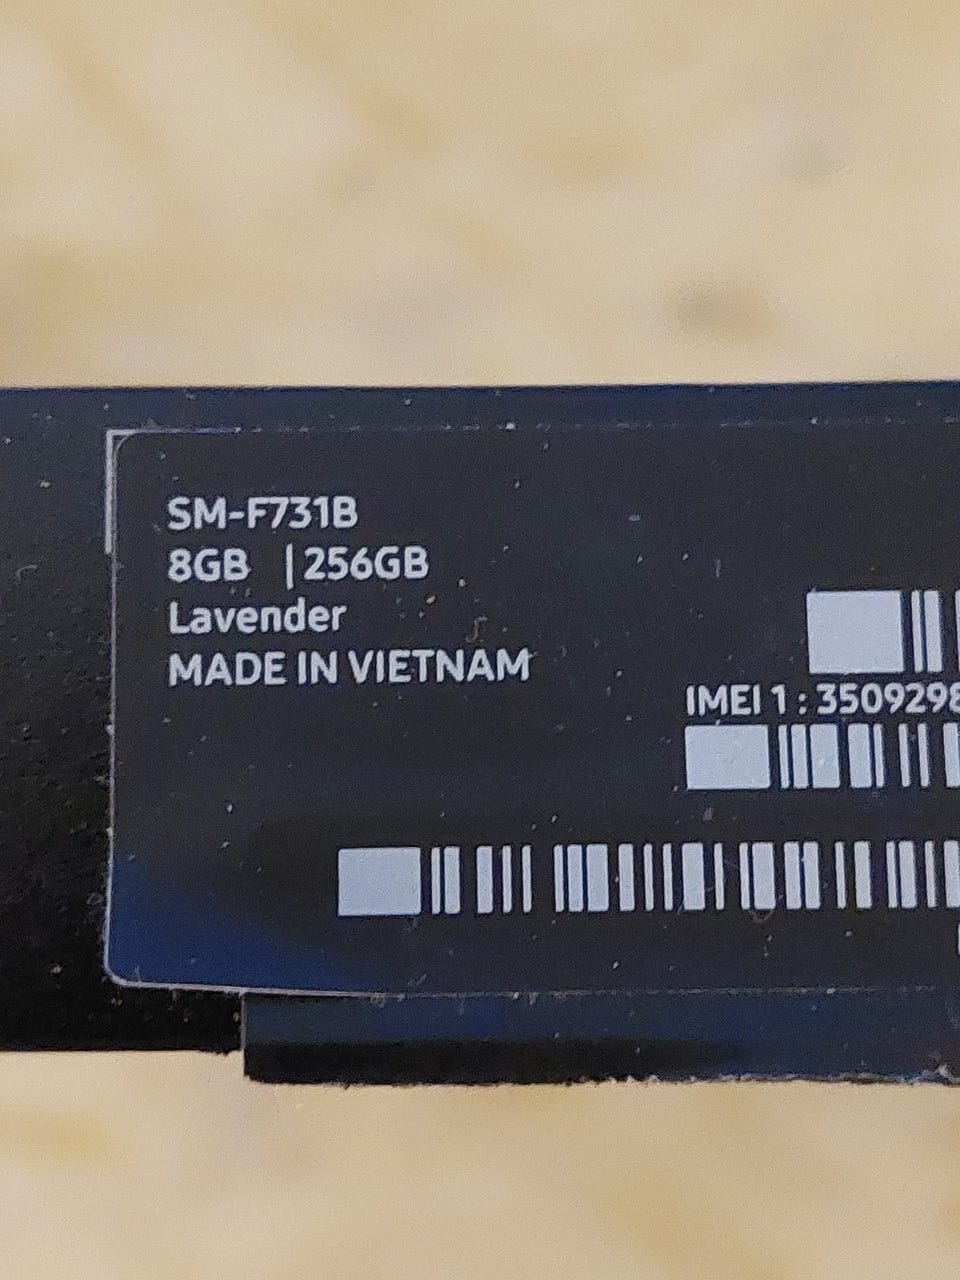 SM-F731B
8GB |256GB
Lavender
MADE IN VIETNAM
IMEI 1 : 3509298